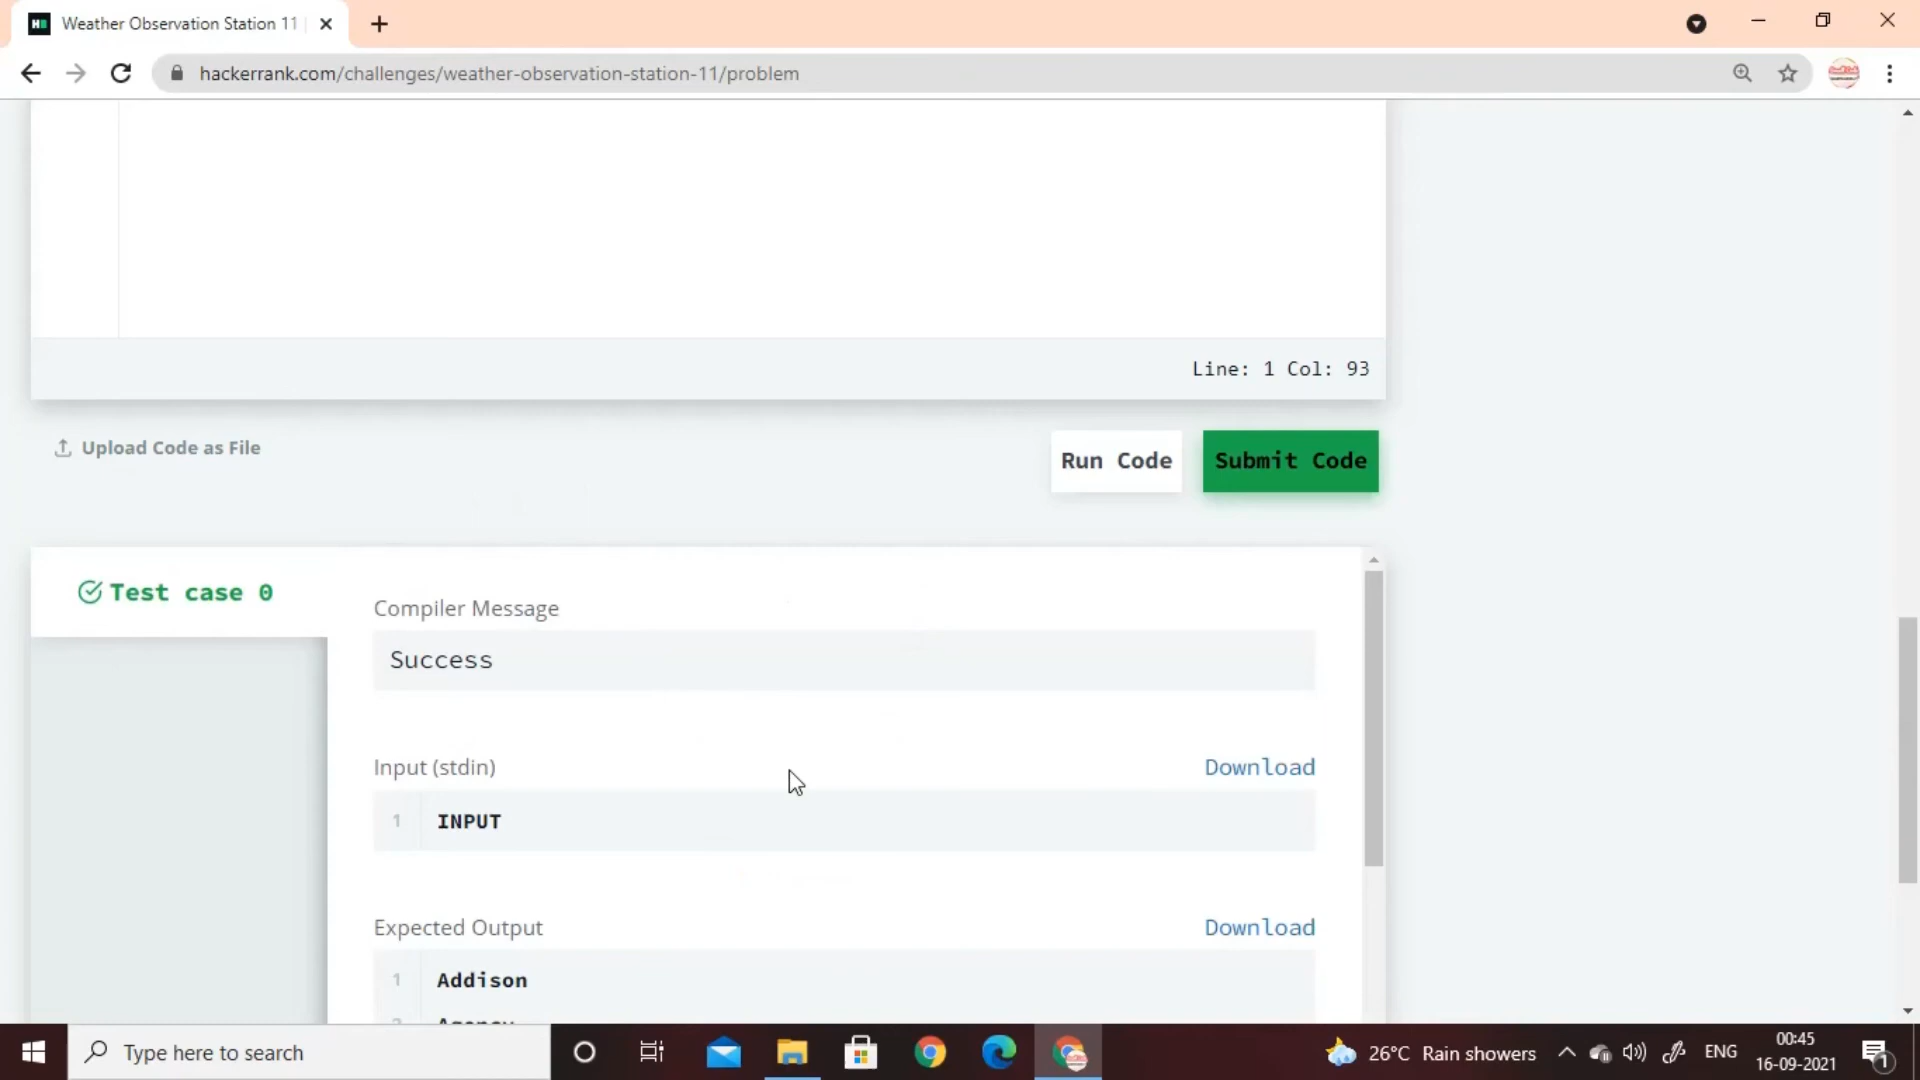 Weather Observation Station 11
hackerrank.com/challenges/weather-observation-station-11/problem
Line: 1 Col: 93
Upload Code as File
Run Code
Submit Code
Test case 0
Compiler Message
Success
Input (stdin)
Download
1 INPUT
Expected Output
Download
1 Addison
Type here to search
26°C Rain showers
ENG
00:45
16-09-2021
1